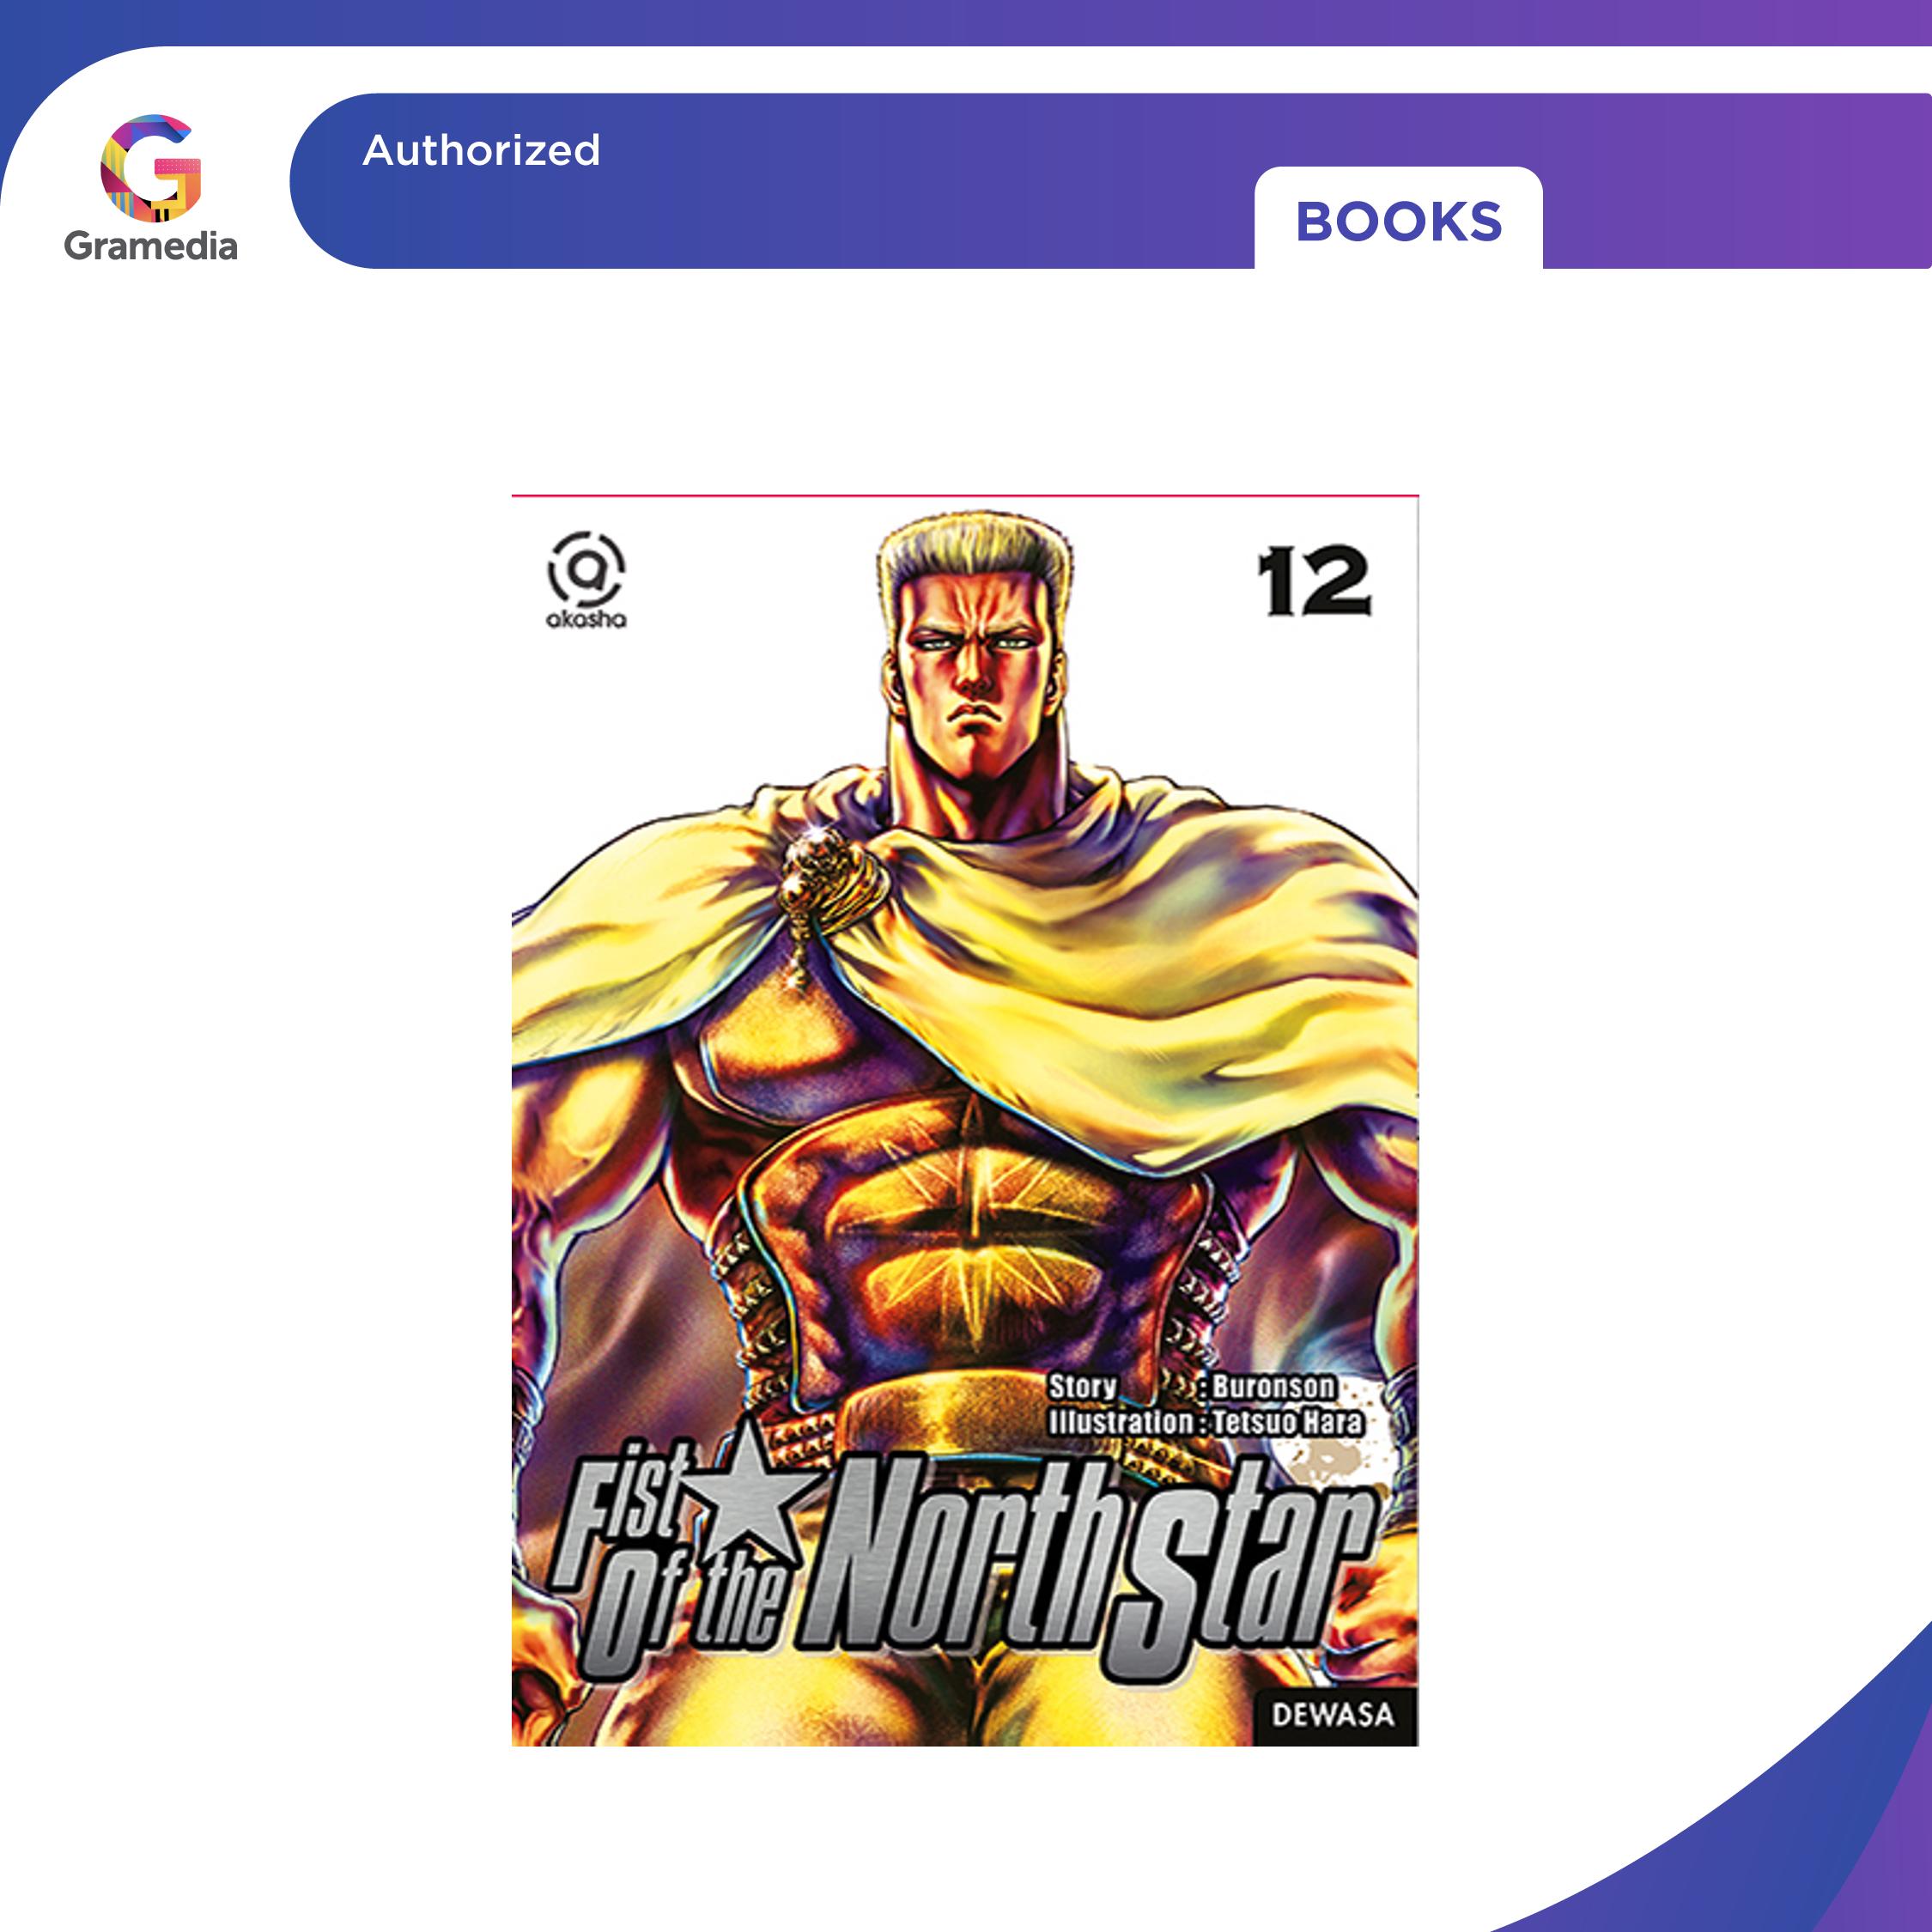 Authorized
BOOKS
Gramedia
akasha
12
Story : Buronson
Illustration : Tetsuo Hara
Fist Of the North Star
DEWASA